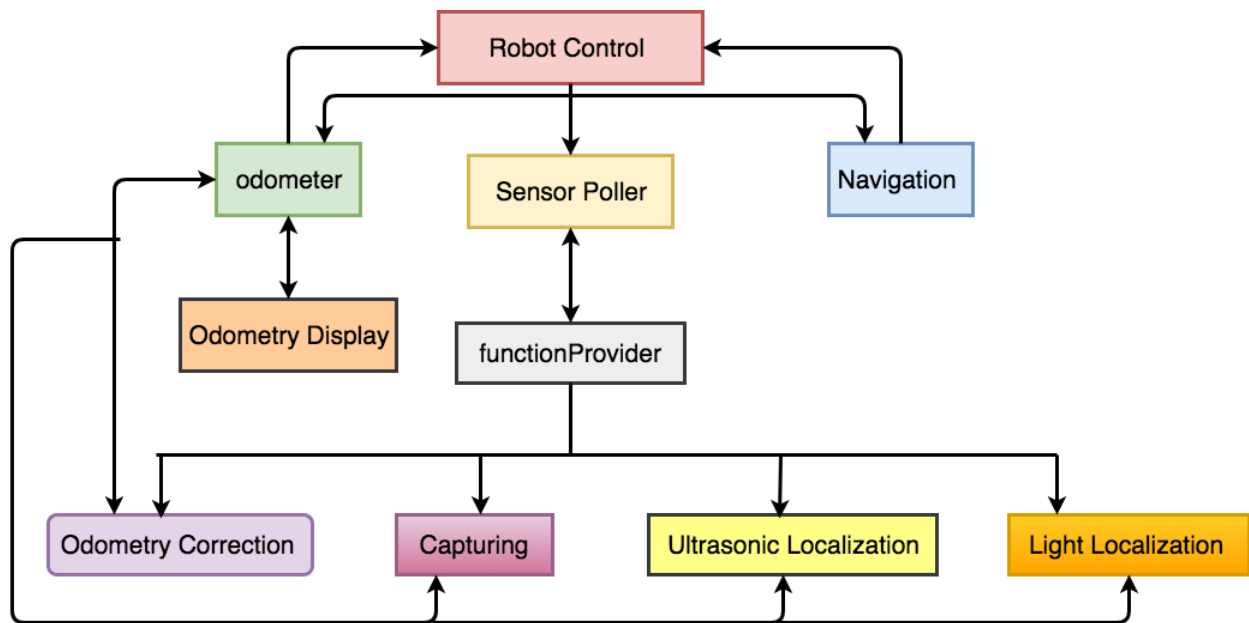 Robot Control
odometer
Sensor Poller
Navigation
Odometry Display
functionProvider
Odometry Correction
Capturing
Ultrasonic Localization
Light Localization